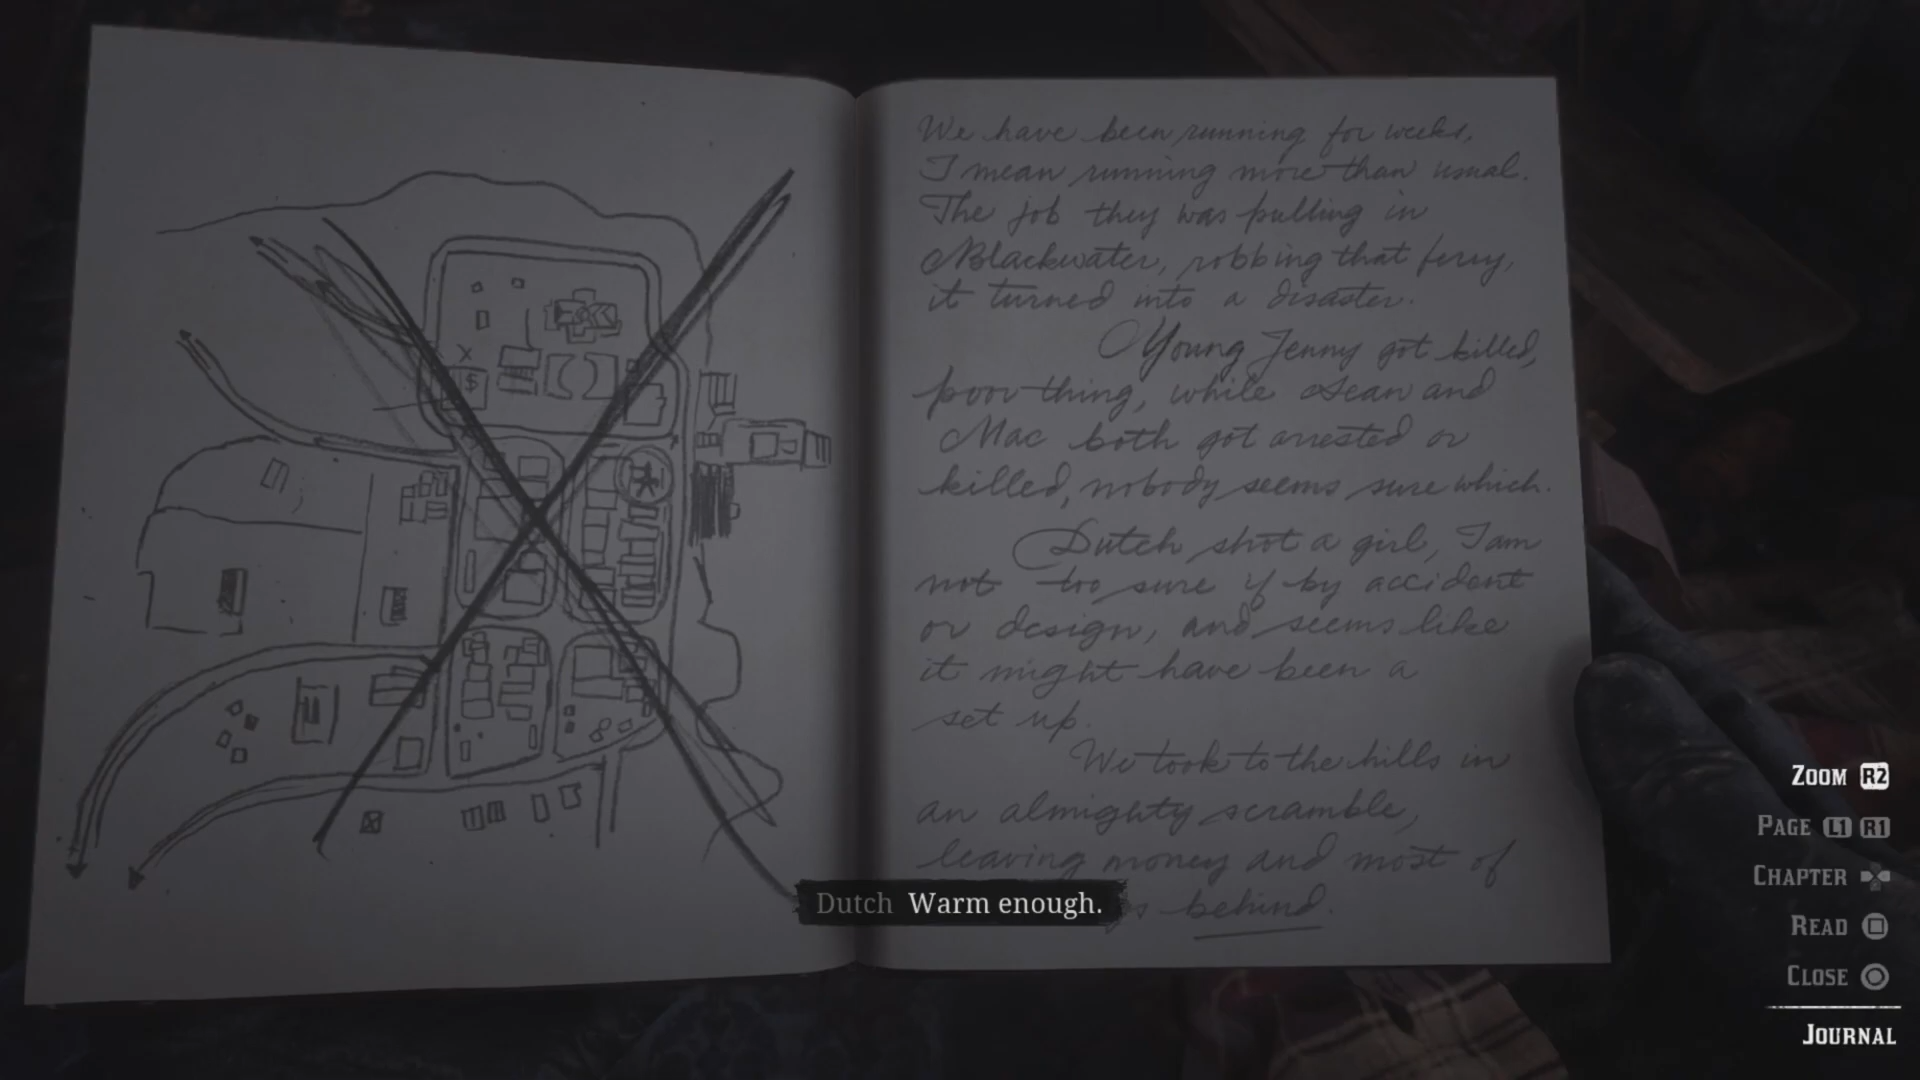 We have been running for weeks,
I mean running more than usual.
The job they was pulling in
Blackwater, robbing that ferry,
it turned into a disaster.
Young Jenny got killed,
poor thing, while Sean and
Mac both got arrested or
killed, nobody seems sure which.
Dutch shot a girl, I am
not too sure if by accident
or design, and seems like
it might have been a
set up.
We took to the hills in
an almighty scramble,
leaving money and most of
behind.
X
$
Dutch Warm enough.
ZOOM R2
PAGE L1 R1
CHAPTER
READ
CLOSE
JOURNAL